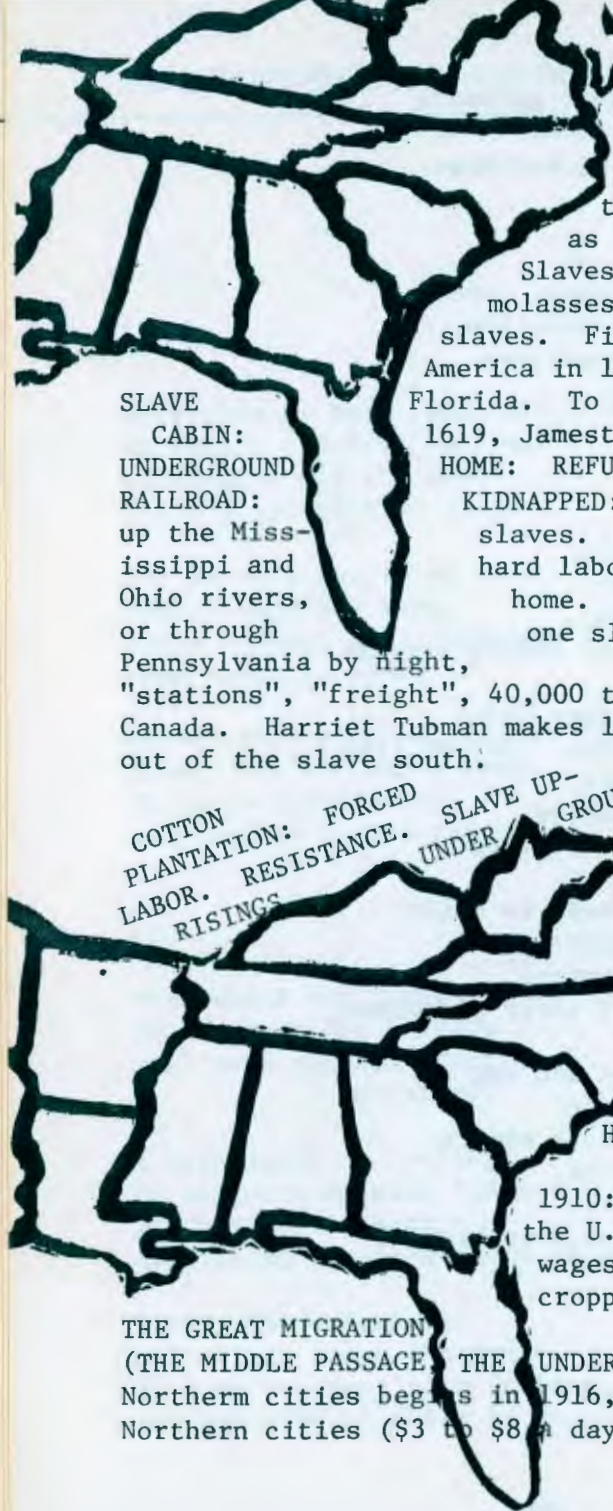 t
as
Slaves
molasses
slaves. Fi
America in l
SLAVE Florida. To
CABIN: 1619, Jamest
UNDERGROUND HOME: REFU
RAILROAD: KIDNAPPED:
up the Miss- slaves.
issippi and hard labo
Ohio rivers, home.
or through one sl
Pennsylvania by night,
"stations", "freight", 40,000 t
Canada. Harriet Tubman makes l
out of the slave south.
COTTON
PLANTATION: FORCED
LABOR. RESISTANCE. SLAVE UP-
RISINGS UNDER GROU
H
1910:
the U.
wages
cropp
THE GREAT MIGRATION
(THE MIDDLE PASSAGE, THE UNDER
Northerm cities begins in 1916,
Northern cities ($3 to $8 a day